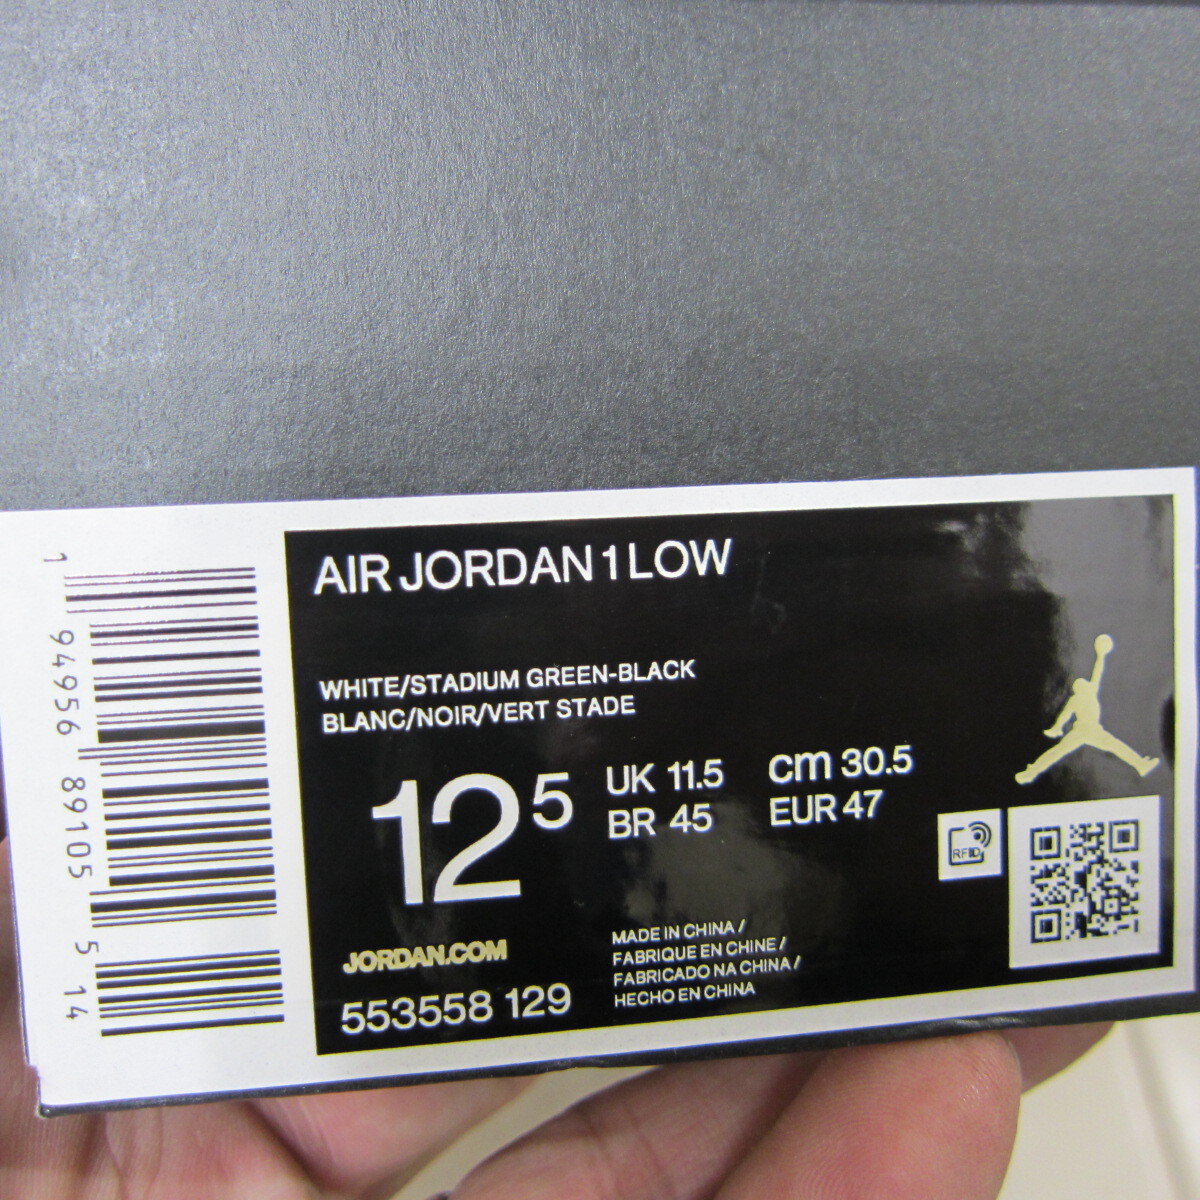 AIR JORDAN 1 LOW
WHITE/STADIUM GREEN-BLACK
BLANC/NOIR/VERT STADE
12 5
UK 11.5 cm 30.5
BR 45 EUR 47
RFID
JORDAN.COM
553558 129
MADE IN CHINA /
FABRIQUE EN CHINE /
FABRICADO NA CHINA /
HECHO EN CHINA
1 94956 89105 5 14